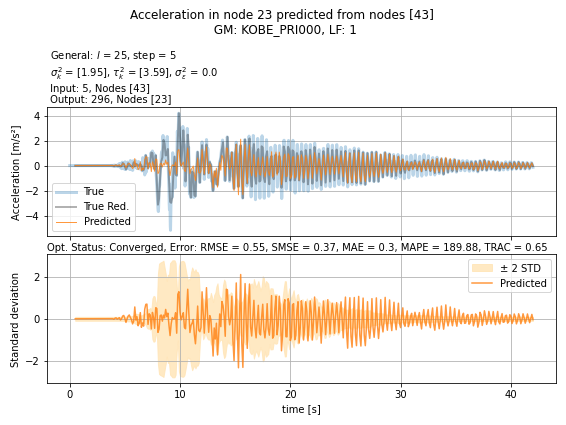 Acceleration in node 23 predicted from nodes [43]
GM: KOBE_PRI000, LF: 1
General: l = 25, step = 5
σ²ₖ = [1.95], τ²ₖ = [3.59], σ²ε = 0.0
Input: 5, Nodes [43]
Output: 296, Nodes [23]
Acceleration [m/s²]
4
2
0
−2
−4
True
True Red.
Predicted
Opt. Status: Converged, Error: RMSE = 0.55, SMSE = 0.37, MAE = 0.3, MAPE = 189.88, TRAC = 0.65
Standard deviation
2
0
−2
± 2 STD
Predicted
0
10
20
30
40
time [s]